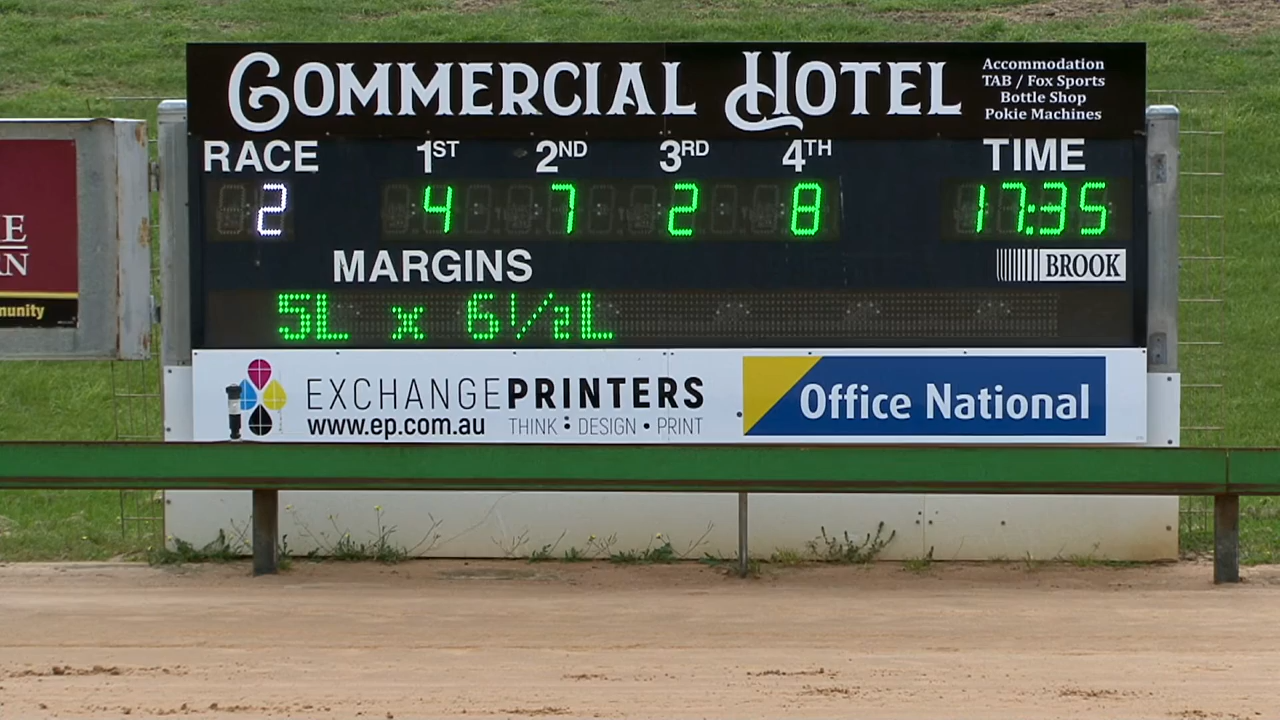 COMMERCIAL HOTEL
Accommodation
TAB / Fox Sports
Bottle Shop
Pokie Machines
RACE 1ST 2ND 3RD 4TH TIME
2 4 7 2 8 17:35
MARGINS
BROOK
5L x 6½L
E
RN
munity
EXCHANGEPRINTERS
www.ep.com.au THINK : DESIGN • PRINT
Office National